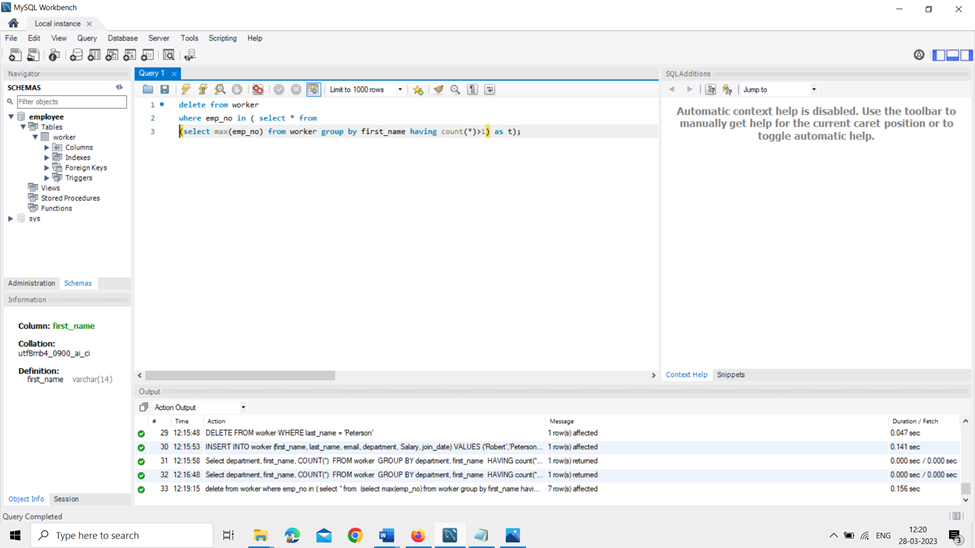 MySQL Workbench
Local instance
File Edit View Query Database Server Tools Scripting Help
Navigator
SCHEMAS
Filter objects
employee
Tables
worker
Columns
Indexes
Foreign Keys
Triggers
Views
Stored Procedures
Functions
sys
Administration Schemas
Information
Column: first_name
Collation:
utf8mb4_0900_ai_ci
Definition:
first_name varchar(14)
Object Info Session
Query 1
Limit to 1000 rows
1 delete from worker
2 where emp_no in ( select * from
3 (select max(emp_no) from worker group by first_name having count(*)>1) as t);
SQLAdditions
Jump to
Automatic context help is disabled. Use the toolbar to
manually get help for the current caret position or to
toggle automatic help.
Context Help Snippets
Output
Action Output
# Time Action Message Duration / Fetch
29 12:15:48 DELETE FROM worker WHERE last_name = 'Peterson' 1 row(s) affected 0.047 sec
30 12:15:53 INSERT INTO worker (first_name, last_name, email, department, Salary, join_date) VALUES ('Robert','Peterson... 1 row(s) affected 0.141 sec
31 12:15:58 Select department, first_name, COUNT(*) FROM worker GROUP BY department, first_name HAVING count(*... 1 row(s) returned 0.000 sec / 0.000 sec
32 12:16:48 Select department, first_name, COUNT(*) FROM worker GROUP BY department, first_name HAVING count(*... 1 row(s) returned 0.000 sec / 0.000 sec
33 12:19:15 delete from worker where emp_no in ( select * from (select max(emp_no) from worker group by first_name havi... 7 row(s) affected 0.156 sec
Query Completed
Type here to search
ENG
12:20
28-03-2023
3